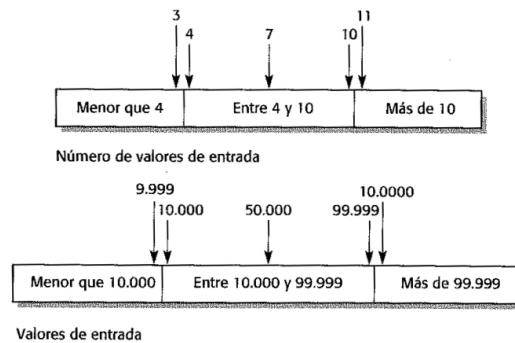 3 11
4 7 10
Menor que 4 Entre 4 y 10 Más de 10
Número de valores de entrada
9.999 10.0000
10.000 50.000 99.999
Menor que 10.000 Entre 10.000 y 99.999 Más de 99.999
Valores de entrada